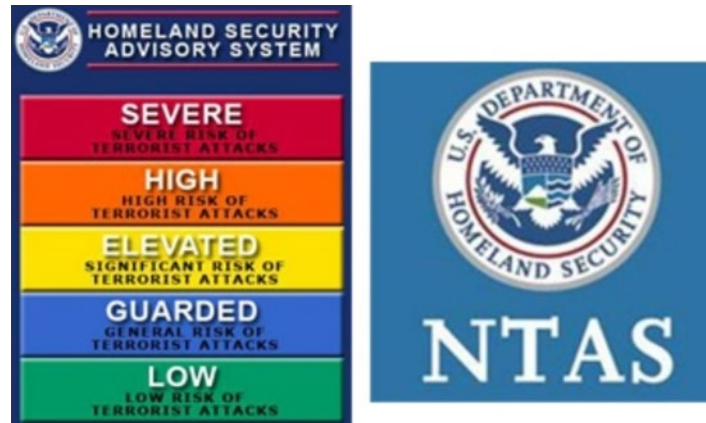 HOMELAND SECURITY
ADVISORY SYSTEM
SEVERE
SEVERE RISK OF
TERRORIST ATTACKS
HIGH
HIGH RISK OF
TERRORIST ATTACKS
ELEVATED
SIGNIFICANT RISK OF
TERRORIST ATTACKS
GUARDED
GENERAL RISK OF
TERRORIST ATTACKS
LOW
LOW RISK OF
TERRORIST ATTACKS
U.S. DEPARTMENT OF
HOMELAND SECURITY
NTAS